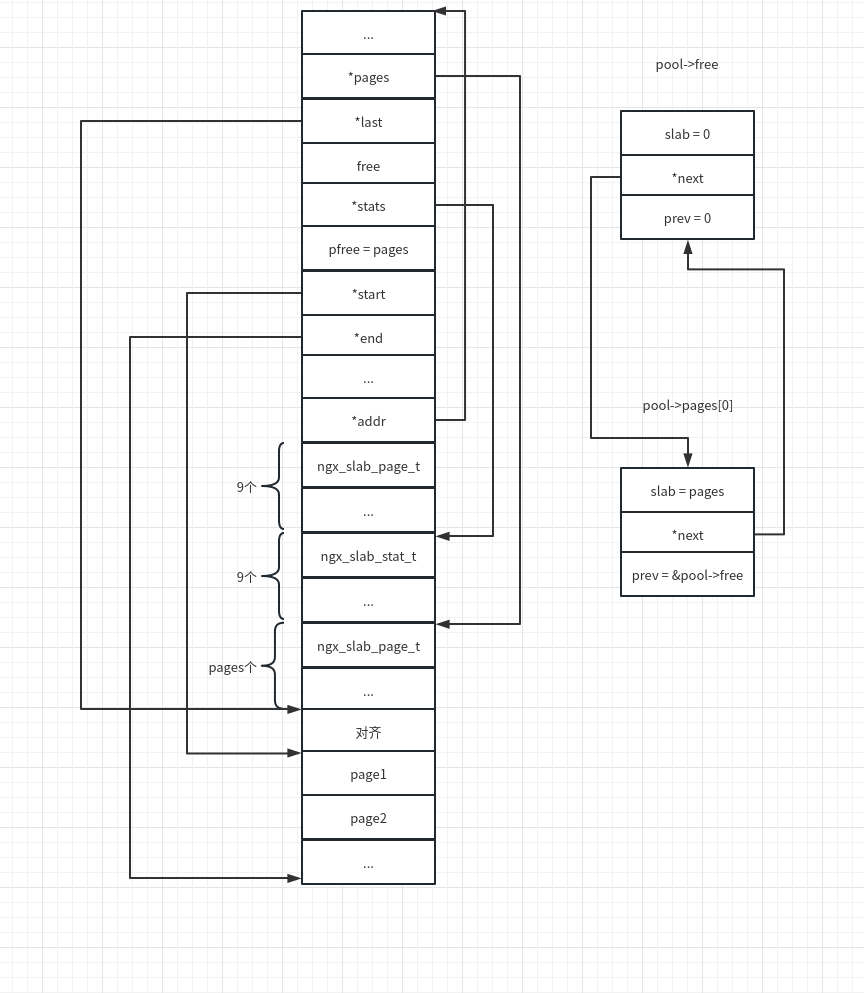 ...
*pages
*last
free
*stats
pfree = pages
*start
*end
...
*addr
9个
ngx_slab_page_t
...
9个
ngx_slab_stat_t
...
pages个
ngx_slab_page_t
...
对齐
page1
page2
...
pool->free
slab = 0
*next
prev = 0
pool->pages[0]
slab = pages
*next
prev = &pool->free